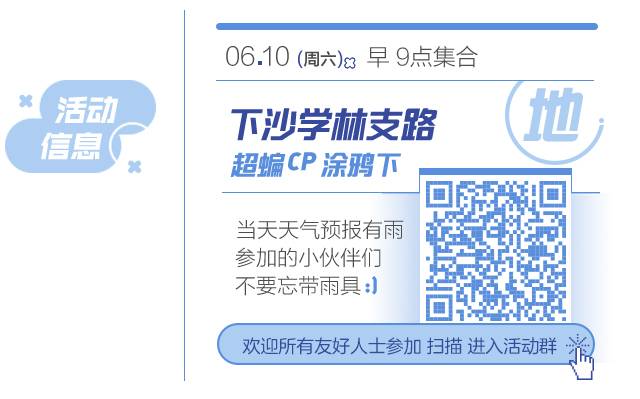 活动
信息
06.10 (周六) 早 9点集合
下沙学林支路
地
超蝙CP涂鸦下
当天天气预报有雨
参加的小伙伴们
不要忘带雨具:)
欢迎所有友好人士参加 扫描 进入活动群